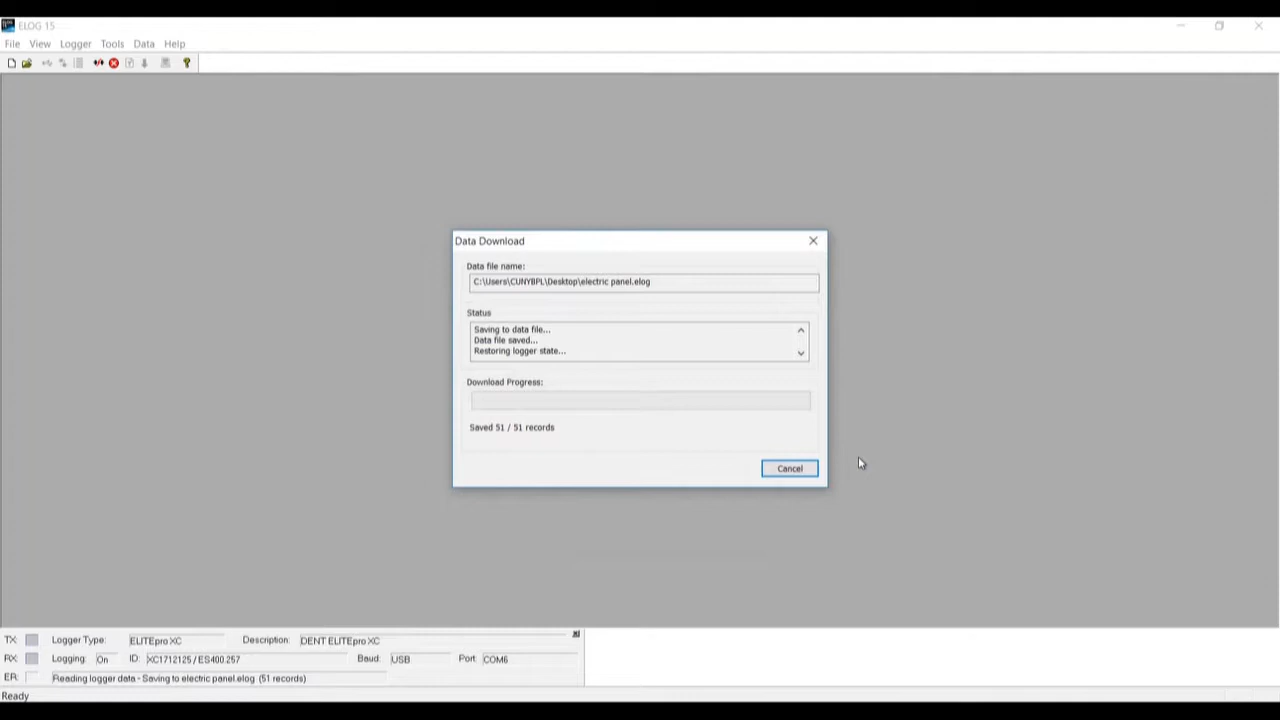 ELOG 15
File View Logger Tools Data Help
Data Download
Data file name:
C:\Users\CUNYBPL\Desktop\electric panel.elog
Status
Saving to data file...
Data file saved...
Restoring logger state...
Download Progress:
Saved 51 / 51 records
Cancel
TX: Logger Type: ELITEpro XC Description: DENT ELITEpro XC
RX: Logging: On ID: XC1712125 / ES400.257 Baud: USB Port: COM6
ER: Reading logger data - Saving to electric panel.elog (51 records)
Ready